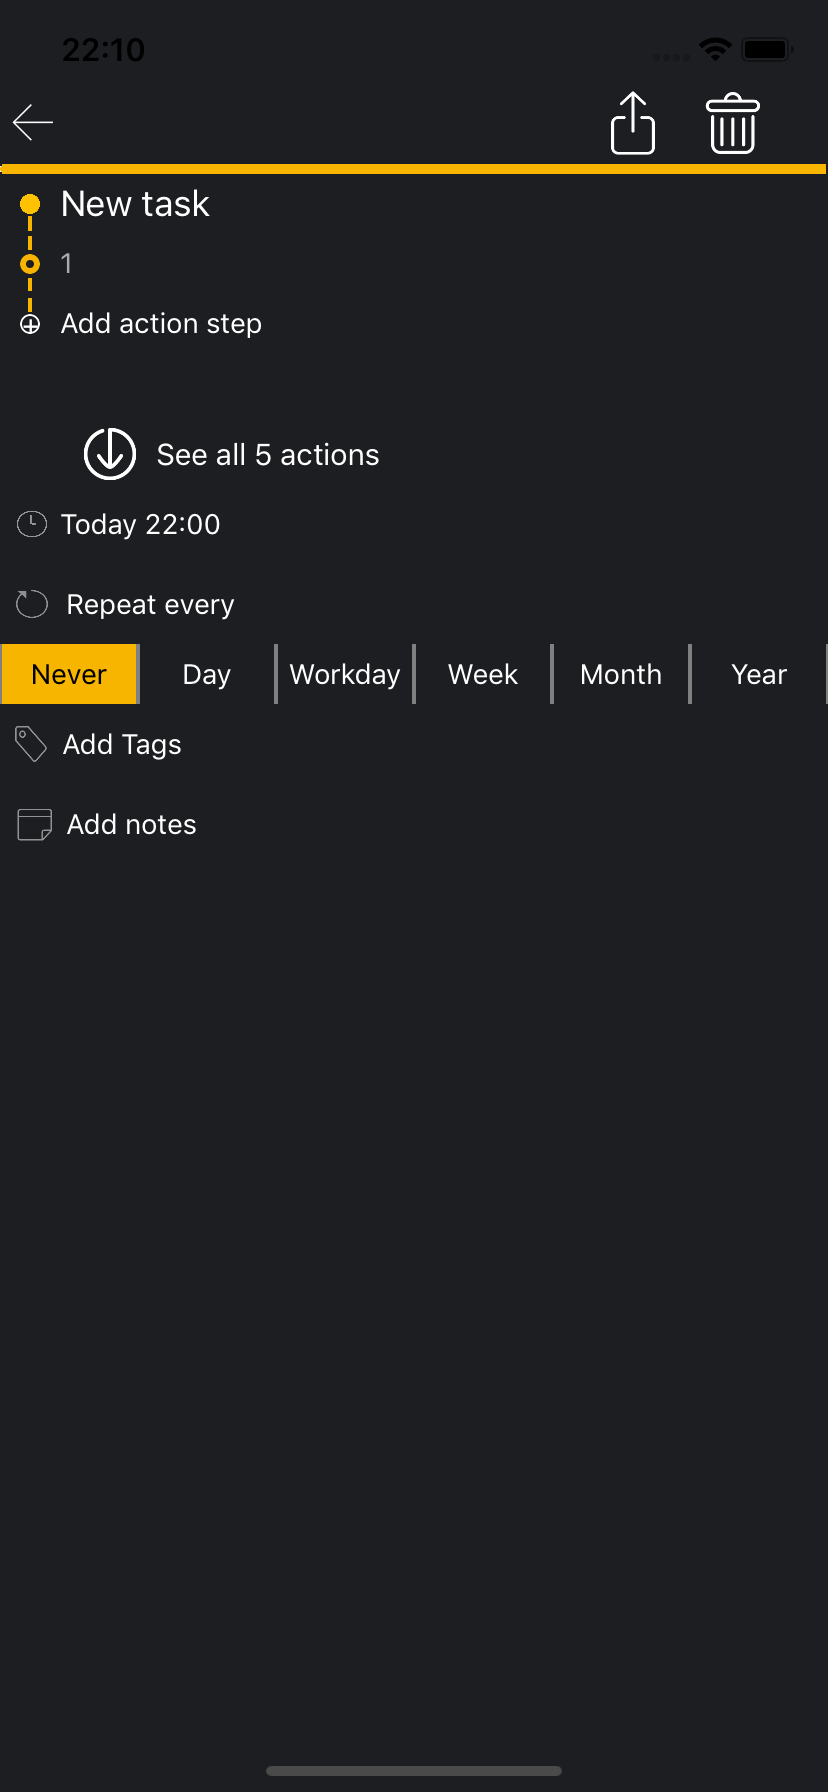 22:10
New task
1
Add action step
See all 5 actions
Today 22:00
Repeat every
Never Day Workday Week Month Year
Add Tags
Add notes